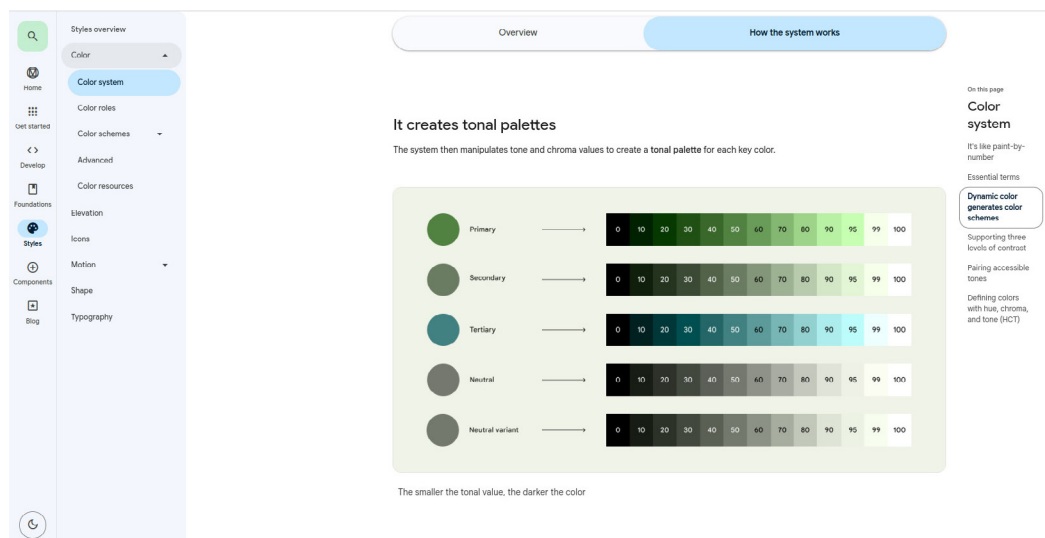 Home
Get started
Develop
Foundations
Styles
Components
Blog
Styles overview
Color
Color system
Color roles
Color schemes
Advanced
Color resources
Elevation
Icons
Motion
Shape
Typography
Overview
How the system works
It creates tonal palettes
The system then manipulates tone and chroma values to create a tonal palette for each key color.
Primary 0 10 20 30 40 50 60 70 80 90 95 99 100
Secondary 0 10 20 30 40 50 60 70 80 90 95 99 100
Tertiary 0 10 20 30 40 50 60 70 80 90 95 99 100
Neutral 0 10 20 30 40 50 60 70 80 90 95 99 100
Neutral variant 0 10 20 30 40 50 60 70 80 90 95 99 100
The smaller the tonal value, the darker the color
On this page
Color
system
It's like paint-by-
number
Essential terms
Dynamic color
generates color
schemes
Supporting three
levels of contrast
Pairing accessible
tones
Defining colors
with hue, chroma,
and tone (HCT)